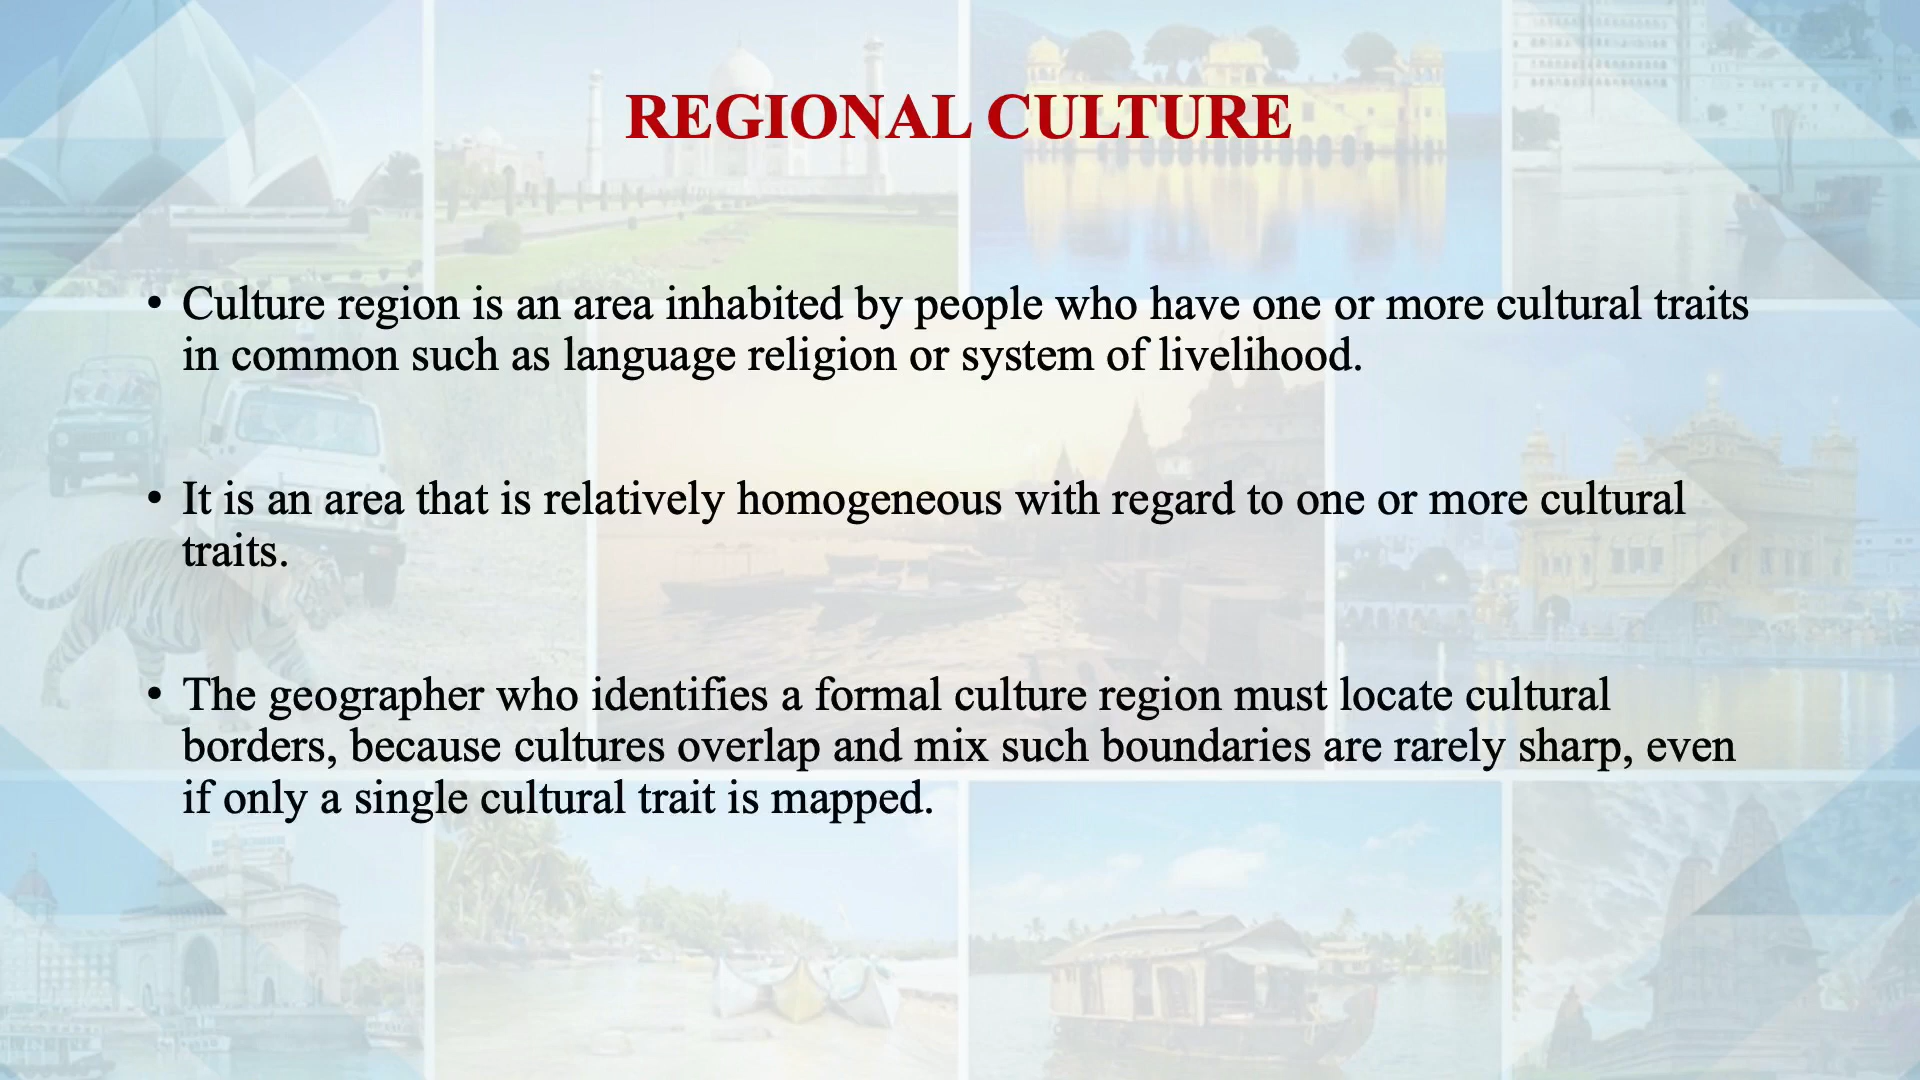 REGIONAL CULTURE
• Culture region is an area inhabited by people who have one or more cultural traits
in common such as language religion or system of livelihood.
• It is an area that is relatively homogeneous with regard to one or more cultural
traits.
• The geographer who identifies a formal culture region must locate cultural
borders, because cultures overlap and mix such boundaries are rarely sharp, even
if only a single cultural trait is mapped.